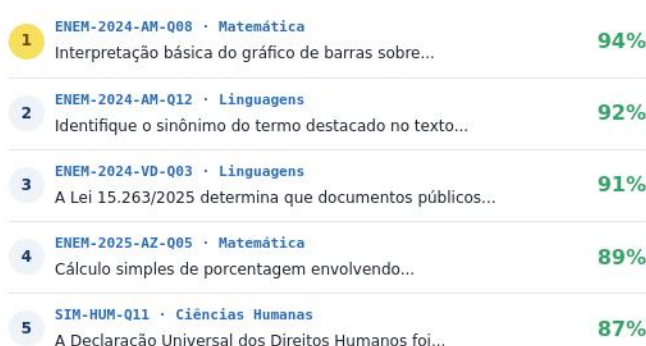 1
ENEM-2024-AM-Q08 · Matemática
Interpretação básica do gráfico de barras sobre...
94%
2
ENEM-2024-AM-Q12 · Linguagens
Identifique o sinônimo do termo destacado no texto...
92%
3
ENEM-2024-VD-Q03 · Linguagens
A Lei 15.263/2025 determina que documentos públicos...
91%
4
ENEM-2025-AZ-Q05 · Matemática
Cálculo simples de porcentagem envolvendo...
89%
5
SIM-HUM-Q11 · Ciências Humanas
A Declaração Universal dos Direitos Humanos foi...
87%